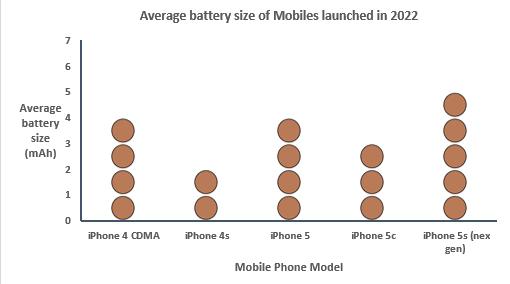 Average battery size of Mobiles launched in 2022
7
6
5
4
3
2
1
0
Average
battery
size
(mAh)
iPhone 4 CDMA
iPhone 4s
iPhone 5
iPhone 5c
iPhone 5s (nex
gen)
Mobile Phone Model